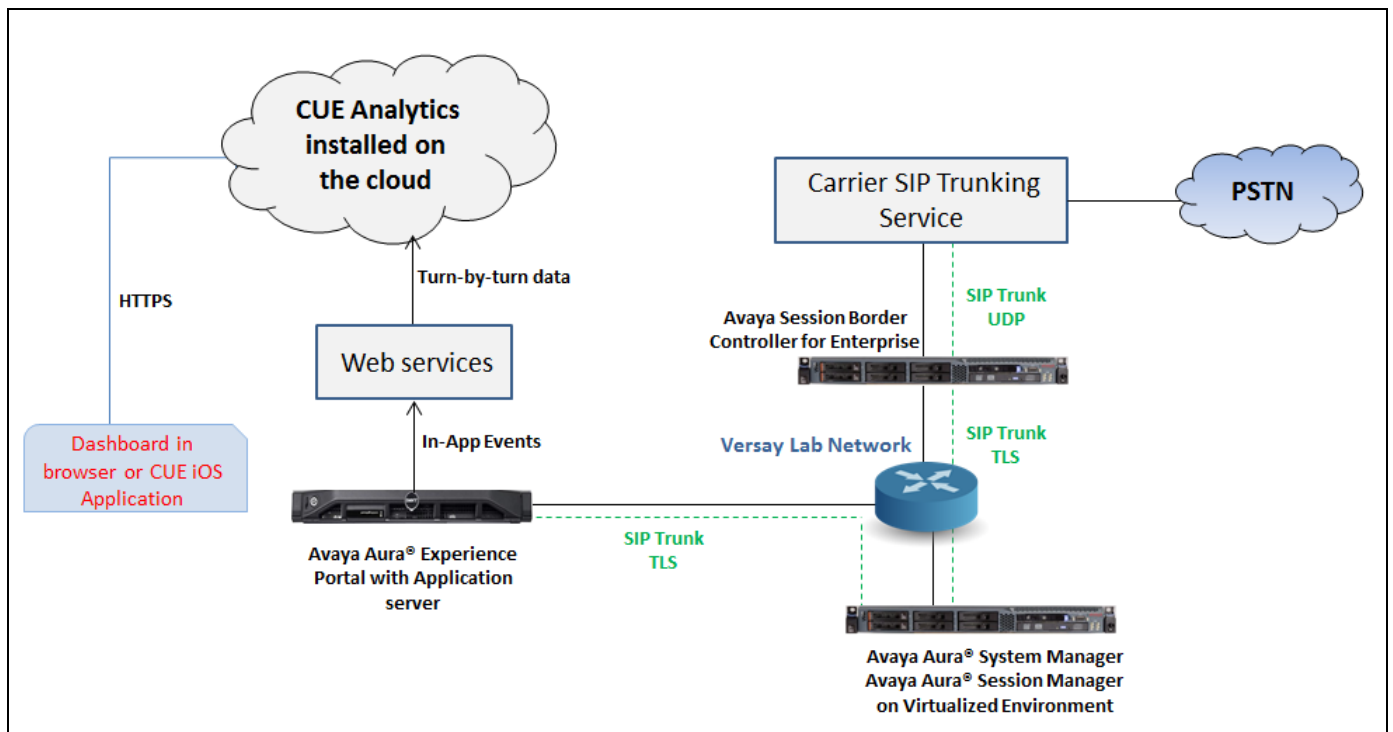 CUE Analytics
installed on
the cloud
Carrier SIP Trunking
Service
PSTN
HTTPS
Turn-by-turn data
SIP Trunk
UDP
Avaya Session Border
Controller for Enterprise
Web services
Dashboard in
browser or CUE iOS
Application
In-App Events
Versay Lab Network
SIP Trunk
TLS
Avaya Aura® Experience
Portal with Application
server
SIP Trunk
TLS
Avaya Aura® System Manager
Avaya Aura® Session Manager
on Virtualized Environment